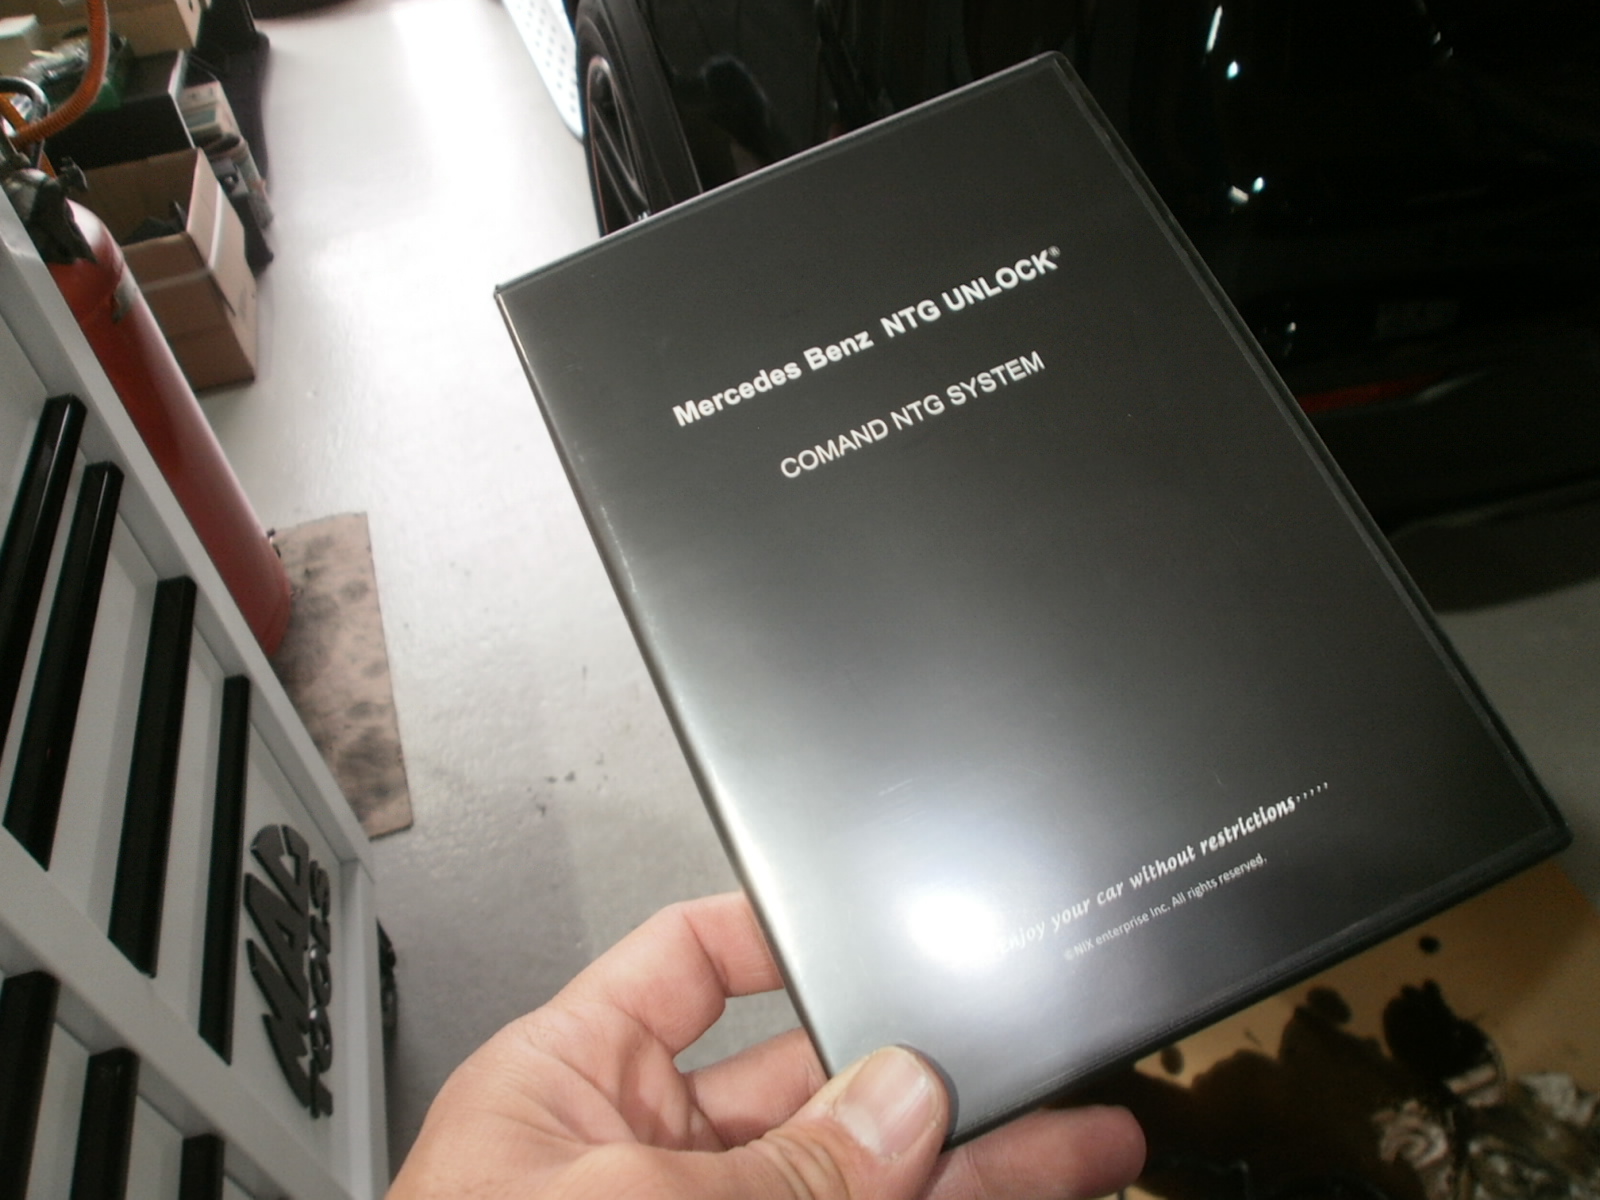 Mercedes Benz NTG UNLOCK®
COMAND NTG SYSTEM
Enjoy your car without restrictions·····
©NIX enterprise Inc. All rights reserved.
MAC
TOOLS